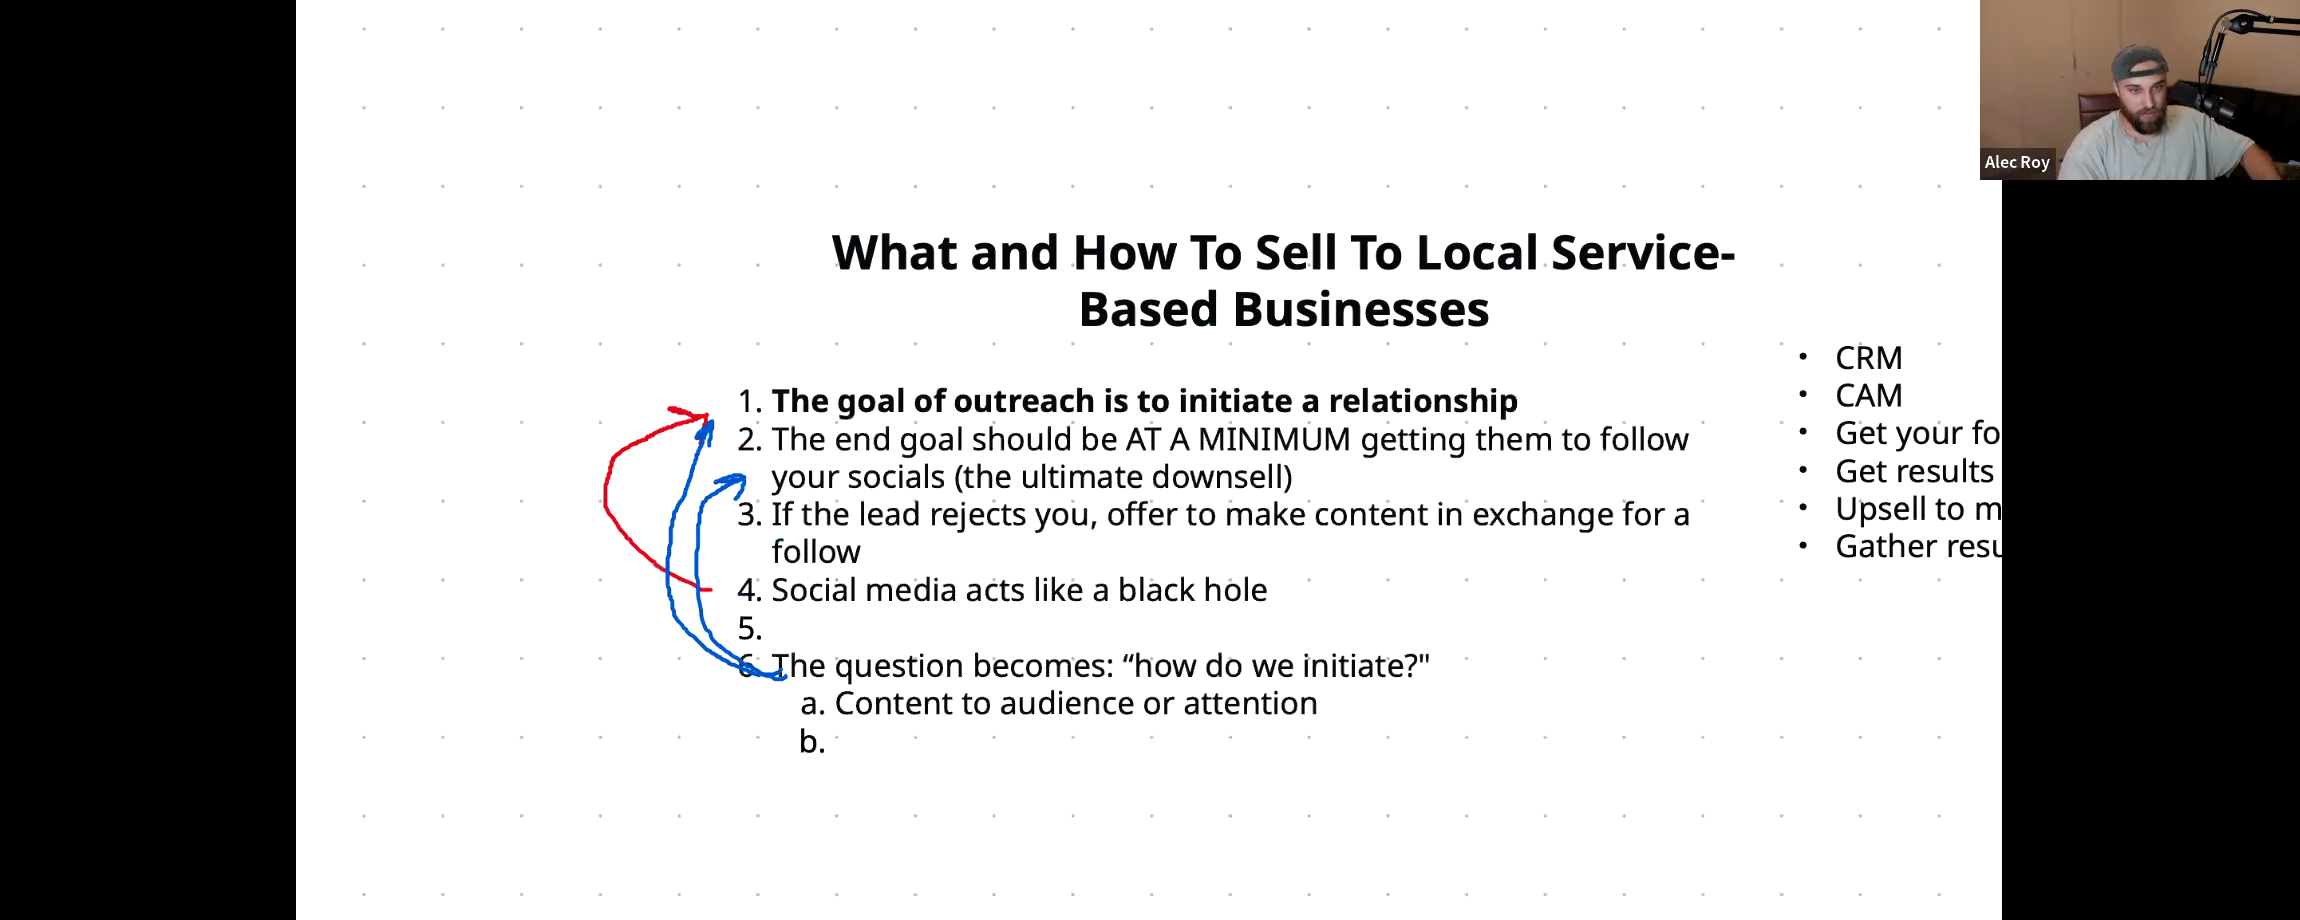 Alec Roy
What and How To Sell To Local Service-
Based Businesses
1. The goal of outreach is to initiate a relationship
2. The end goal should be AT A MINIMUM getting them to follow
your socials (the ultimate downsell)
3. If the lead rejects you, offer to make content in exchange for a
follow
4. Social media acts like a black hole
5.
6. The question becomes: “how do we initiate?"
a. Content to audience or attention
b.
• CRM
• CAM
• Get your fo
• Get results
• Upsell to m
• Gather resu